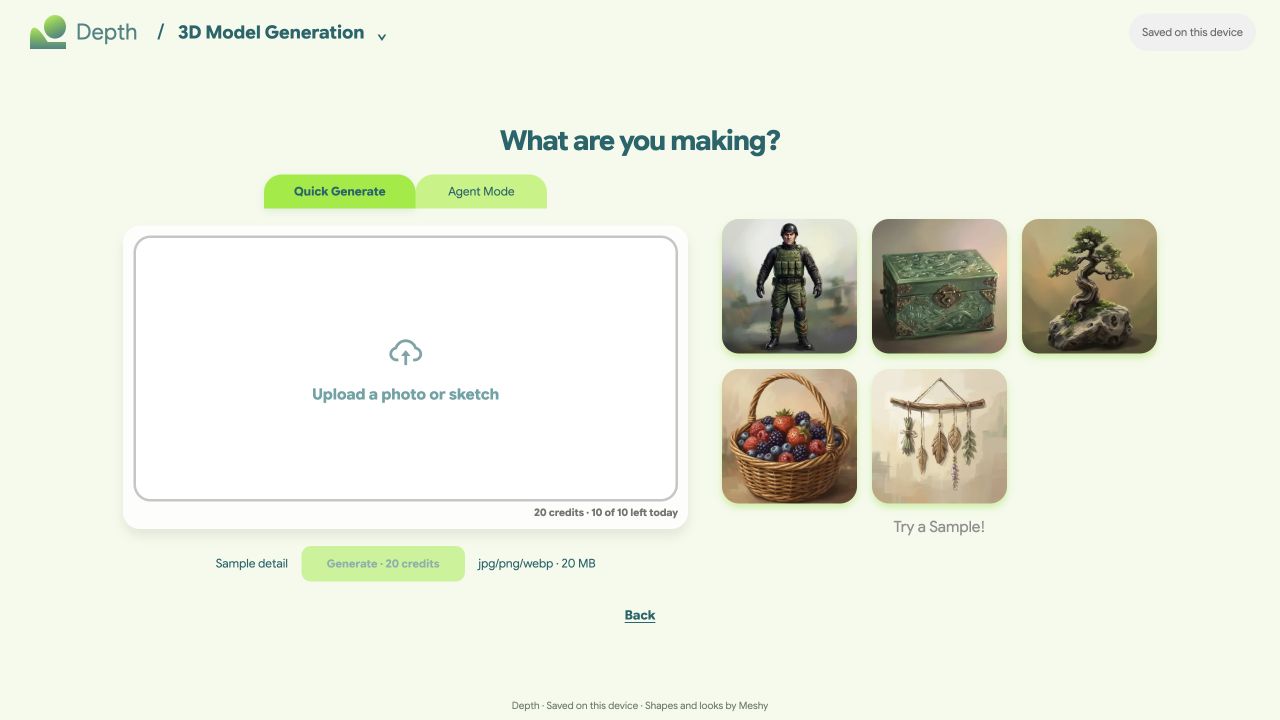 Depth / 3D Model Generation
Saved on this device
What are you making?
Quick Generate
Agent Mode
Upload a photo or sketch
20 credits · 10 of 10 left today
Sample detail
Generate · 20 credits
jpg/png/webp · 20 MB
Try a Sample!
Back
Depth · Saved on this device · Shapes and looks by Meshy